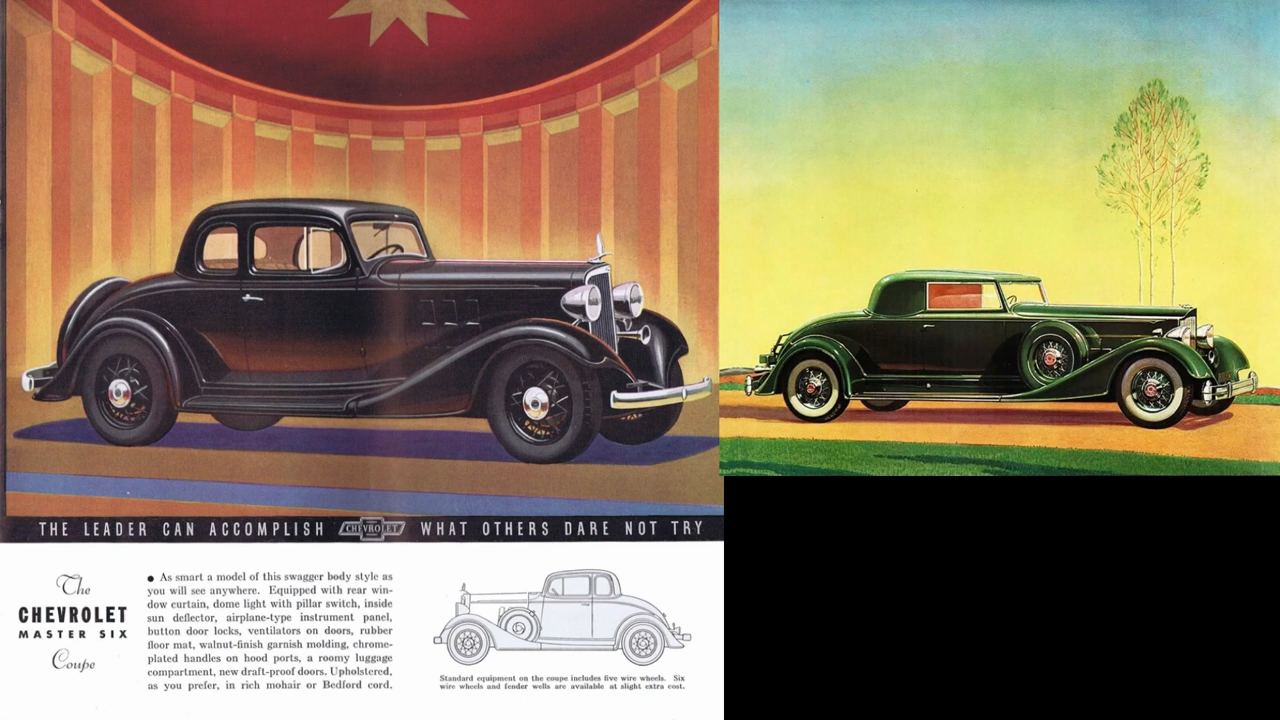 THE LEADER CAN ACCOMPLISH CHEVROLET WHAT OTHERS DARE NOT TRY
The
CHEVROLET
MASTER SIX
Coupe
● As smart a model of this swagger body style as
you will see anywhere. Equipped with rear win-
dow curtain, dome light with pillar switch, inside
sun deflector, airplane-type instrument panel,
button door locks, ventilators on doors, rubber
floor mat, walnut-finish garnish molding, chrome-
plated handles on hood ports, a roomy luggage
compartment, new draft-proof doors. Upholstered,
as you prefer, in rich mohair or Bedford cord.
Standard equipment on the coupe includes five wire wheels. Six
wire wheels and fender wells are available at slight extra cost.